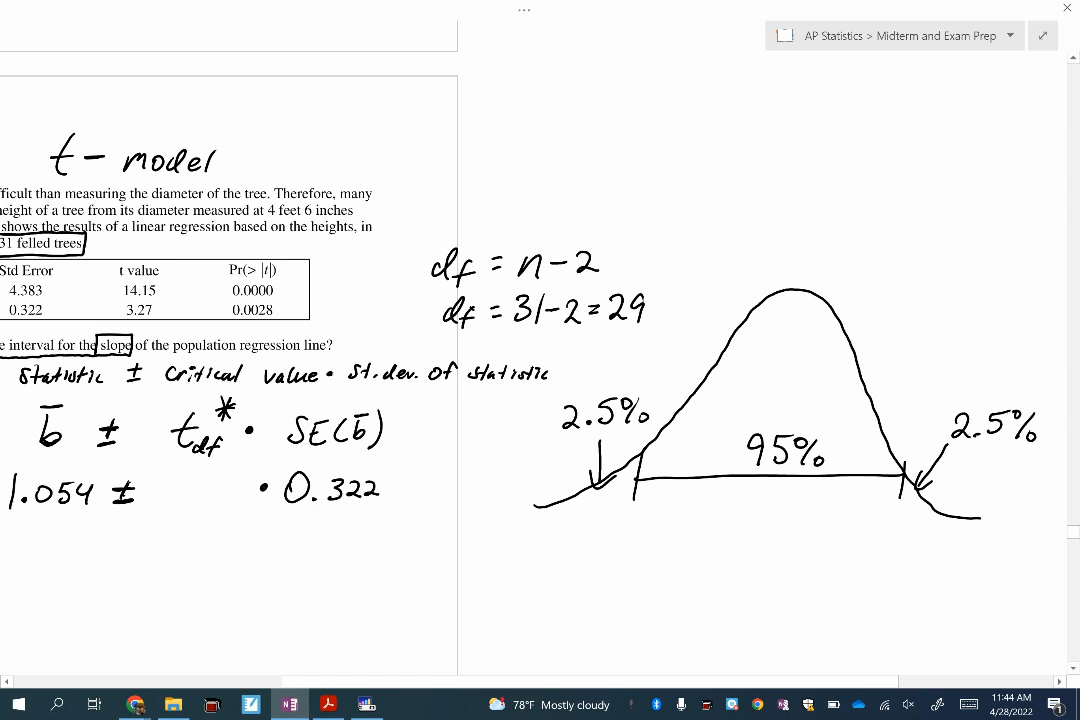 AP Statistics > Midterm and Exam Prep
t - model
fficult than measuring the diameter of the tree. Therefore, many
neight of a tree from its diameter measured at 4 feet 6 inches
shows the results of a linear regression based on the heights, in
31 felled trees
Std Error t value Pr(> |t|)
4.383 14.15 0.0000
0.322 3.27 0.0028
e interval for the slope of the population regression line?
statistic ± critical value • st. dev. of statistic
b̄ ± t*df • SE(b̄)
1.054 ± • 0.322
df = n-2
df = 31-2=29
2.5%
95%
2.5%
78°F Mostly cloudy
11:44 AM
4/28/2022